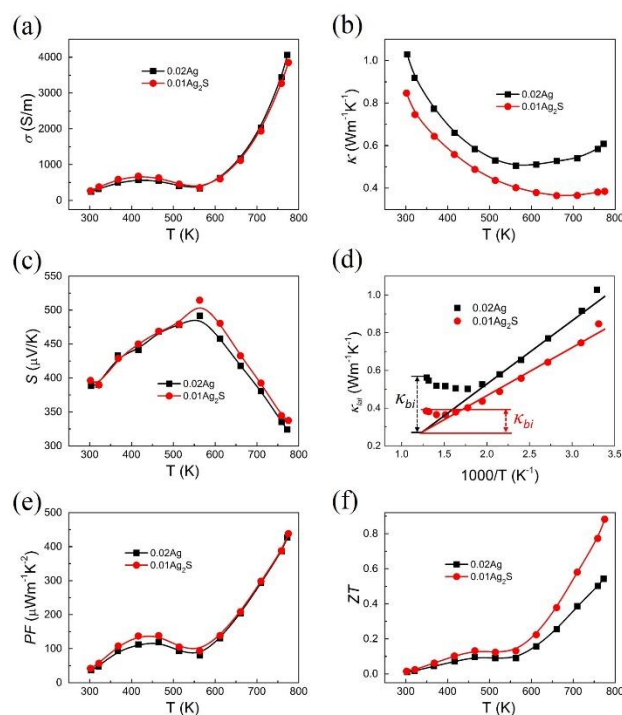 (a)
4000
3000
2000
1000
0
σ (S/m)
0.02Ag
0.01Ag₂S
300 400 500 600 700 800
T (K)
(b)
1.0
0.8
0.6
0.4
κ (Wm⁻¹K⁻¹)
0.02Ag
0.01Ag₂S
300 400 500 600 700 800
T (K)
(c)
550
500
450
400
350
300
S (μV/K)
0.02Ag
0.01Ag₂S
300 400 500 600 700 800
T (K)
(d)
1.0
0.8
0.6
0.4
0.2
κlat (Wm⁻¹K⁻¹)
0.02Ag
0.01Ag₂S
κbi
κbi
1.0 1.5 2.0 2.5 3.0 3.5
1000/T (K⁻¹)
(e)
500
400
300
200
100
0
PF (μWm⁻¹K⁻²)
0.02Ag
0.01Ag₂S
300 400 500 600 700 800
T (K)
(f)
0.8
0.6
0.4
0.2
0.0
ZT
0.02Ag
0.01Ag₂S
300 400 500 600 700 800
T (K)